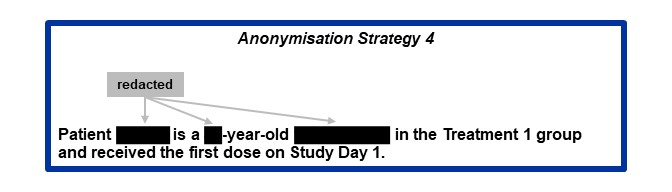 Anonymisation Strategy 4
redacted
Patient is a -year-old in the Treatment 1 group
and received the first dose on Study Day 1.